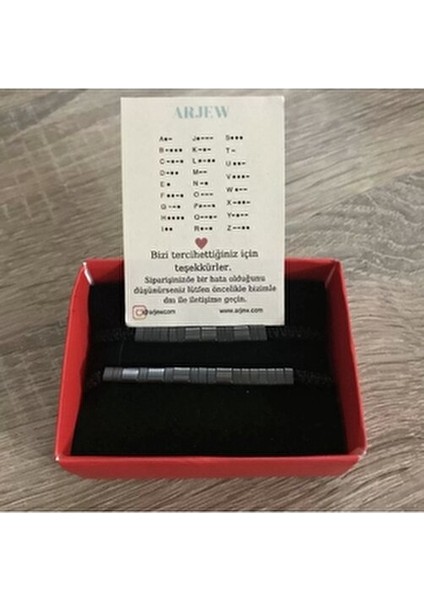 ARJEW
A•– J•––– S•••
B–••• K–•– T–
C–•–• L•–•• U••–
D–•• M–– V•••–
E• N–• W•––
F••–• O––– X–••–
G––• P•––• Y–•––
H•••• Q––•– Z––••
I•• R•–•
Bizi tercihettiğiniz için
teşekkürler.
Siparişinizde bir hata olduğunu
düşünürseniz lütfen öncelikle bizimle
dm ile iletişime geçin.
www.arjew.com